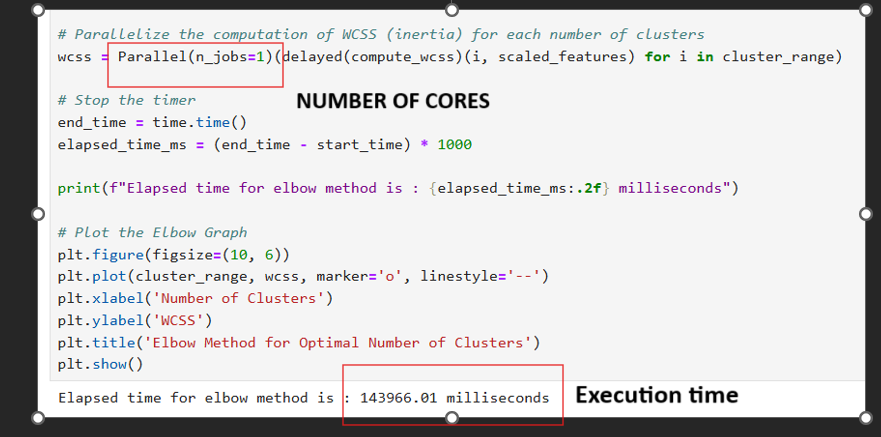 # Parallelize the computation of WCSS (inertia) for each number of clusters
wcss = Parallel(n_jobs=1)(delayed(compute_wcss)(i, scaled_features) for i in cluster_range)
# Stop the timer
NUMBER OF CORES
end_time = time.time()
elapsed_time_ms = (end_time - start_time) * 1000
print(f"Elapsed time for elbow method is : {elapsed_time_ms:.2f} milliseconds")
# Plot the Elbow Graph
plt.figure(figsize=(10, 6))
plt.plot(cluster_range, wcss, marker='o', linestyle='--')
plt.xlabel('Number of Clusters')
plt.ylabel('WCSS')
plt.title('Elbow Method for Optimal Number of Clusters')
plt.show()
Elapsed time for elbow method is : 143966.01 milliseconds
Execution time